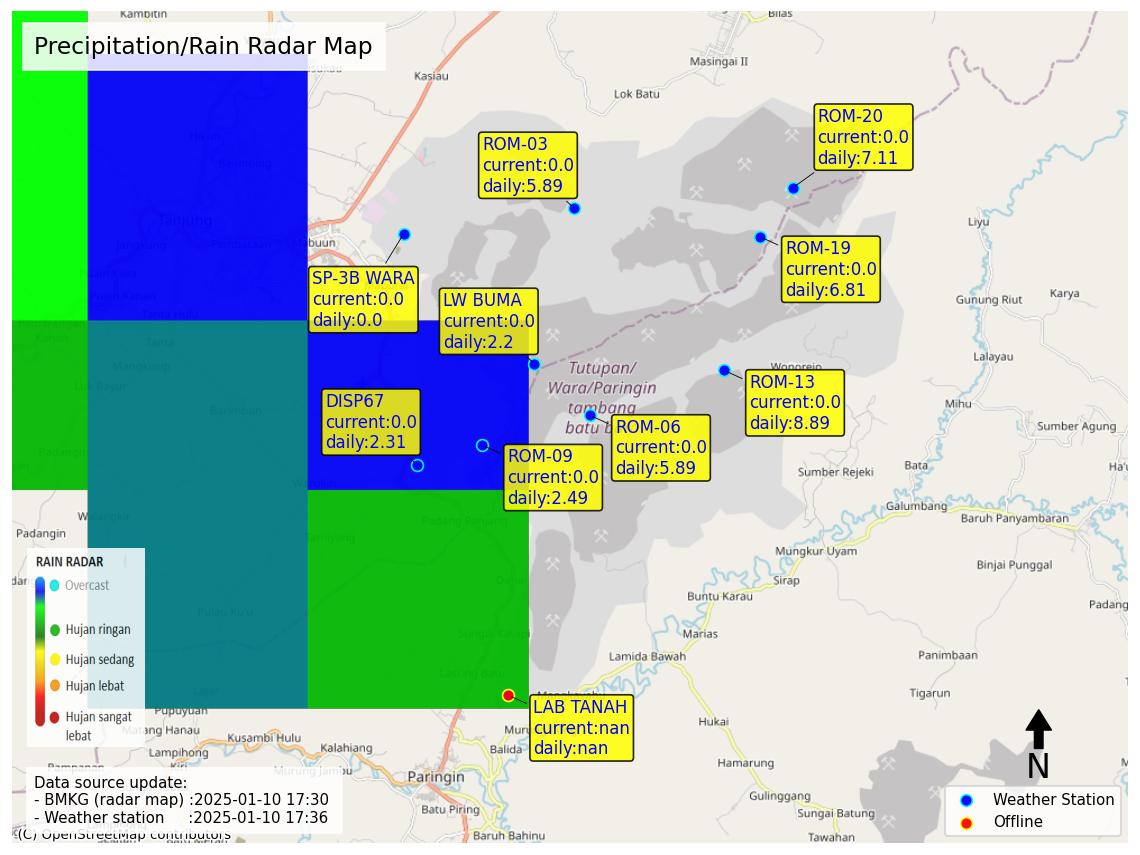 Precipitation/Rain Radar Map
Kambitin
Bilas
Masingai II
Kasiau
Lok Batu
ROM-20
current:0.0
daily:7.11
ROM-03
current:0.0
daily:5.89
Tanjung
Mabuun
Liyu
ROM-19
current:0.0
daily:6.81
SP-3B WARA
current:0.0
daily:0.0
LW BUMA
current:0.0
daily:2.2
Gunung Riut
Karya
Lalayau
Tutupan/
Wara/Paringin
tambang
Wonorejo
ROM-13
current:0.0
daily:8.89
DISP67
current:0.0
daily:2.31
ROM-06
current:0.0
daily:5.89
Mihu
Sumber Agung
ROM-09
current:0.0
daily:2.49
Sumber Rejeki
Bata
Galumbang
Baruh Panyambaran
Padangin
Padang Panjang
Mungkur Uyam
Binjai Punggal
Sirap
Buntu Karau
Marias
Lamida Bawah
Panimbaan
Tigarun
RAIN RADAR
Overcast
Hujan ringan
Hujan sedang
Hujan lebat
Hujan sangat
lebat
Pupuyuan
Matang Hanau
Lampihong
Kusambi Hulu
Kalahiang
Murung Jambu
Paringin
Balida
LAB TANAH
current:nan
daily:nan
Hukai
Hamarung
Gulinggang
Sungai Batung
Tawahan
Batu Piring
Baruh Bahinu
N
Data source update:
- BMKG (radar map) :2025-01-10 17:30
- Weather station :2025-01-10 17:36
(C) OpenStreetMap contributors
Weather Station
Offline